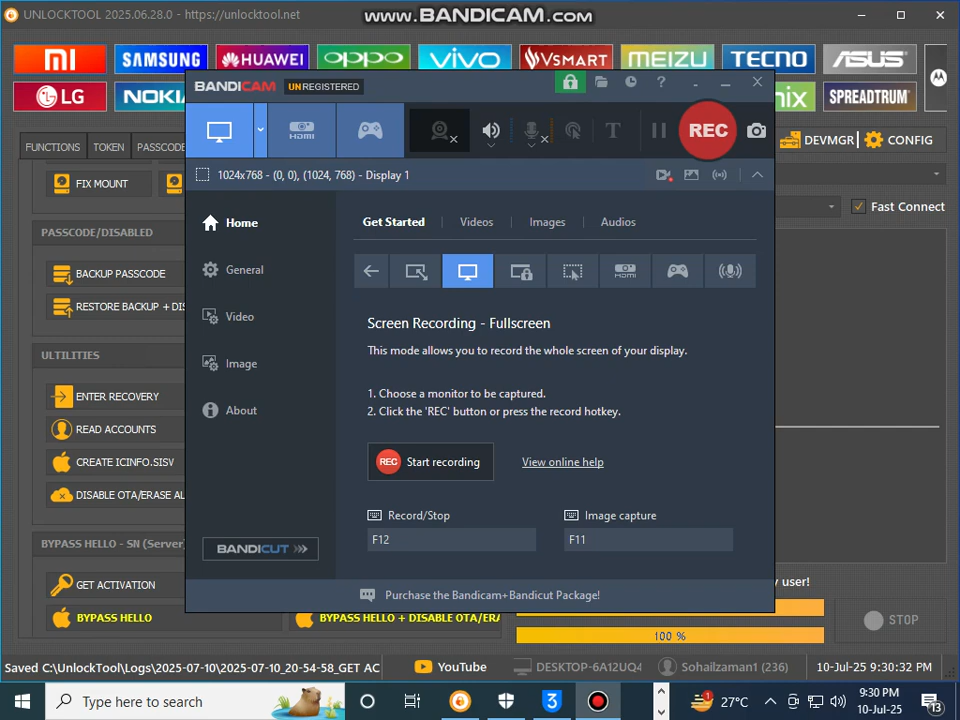 UNLOCKTOOL 2025.06.28.0 - https://unlocktool.net
www.BANDICAM.com
mi SAMSUNG HUAWEI oppo vivo VSMART MEIZU TECNO ASUS
LG NOKIA SPREADTRUM
BANDICAM UNREGISTERED
REC
FUNCTIONS TOKEN PASSCODE
DEVMGR CONFIG
1024x768 - (0, 0), (1024, 768) - Display 1
FIX MOUNT
Fast Connect
Home
Get Started Videos Images Audios
PASSCODE/DISABLED
BACKUP PASSCODE
General
RESTORE BACKUP + DIS
Video
Screen Recording - Fullscreen
This mode allows you to record the whole screen of your display.
ULTILITIES
Image
ENTER RECOVERY
1. Choose a monitor to be captured.
About
2. Click the 'REC' button or press the record hotkey.
READ ACCOUNTS
CREATE ICINFO.SISV
REC Start recording View online help
DISABLE OTA/ERASE AL
Record/Stop Image capture
F12 F11
BYPASS HELLO - SN (Server)
BANDICUT
GET ACTIVATION
y user!
Purchase the Bandicam+Bandicut Package!
BYPASS HELLO BYPASS HELLO + DISABLE OTA/ERA
STOP
100 %
Saved C:\UnlockTool\Logs\2025-07-10\2025-07-10_20-54-58_GET AC YouTube DESKTOP-6A12UQ4 Sohailzaman1 (236) 10-Jul-25 9:30:32 PM
Type here to search 3 1 27°C 9:30 PM
10-Jul-25 13